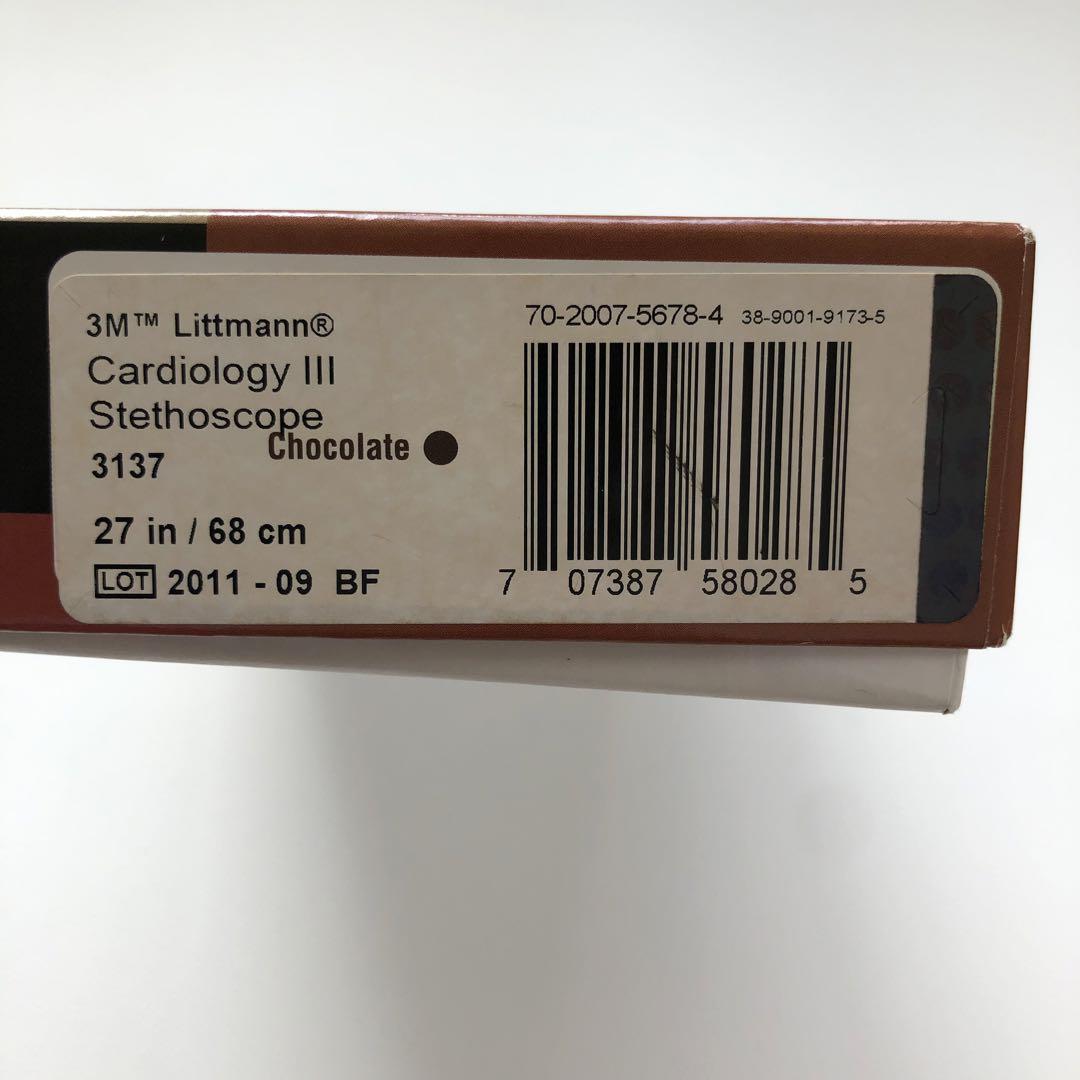 3M™ Littmann®
Cardiology III
Stethoscope
Chocolate
3137
27 in / 68 cm
LOT 2011 - 09 BF
70-2007-5678-4 38-9001-9173-5
7 07387 58028 5